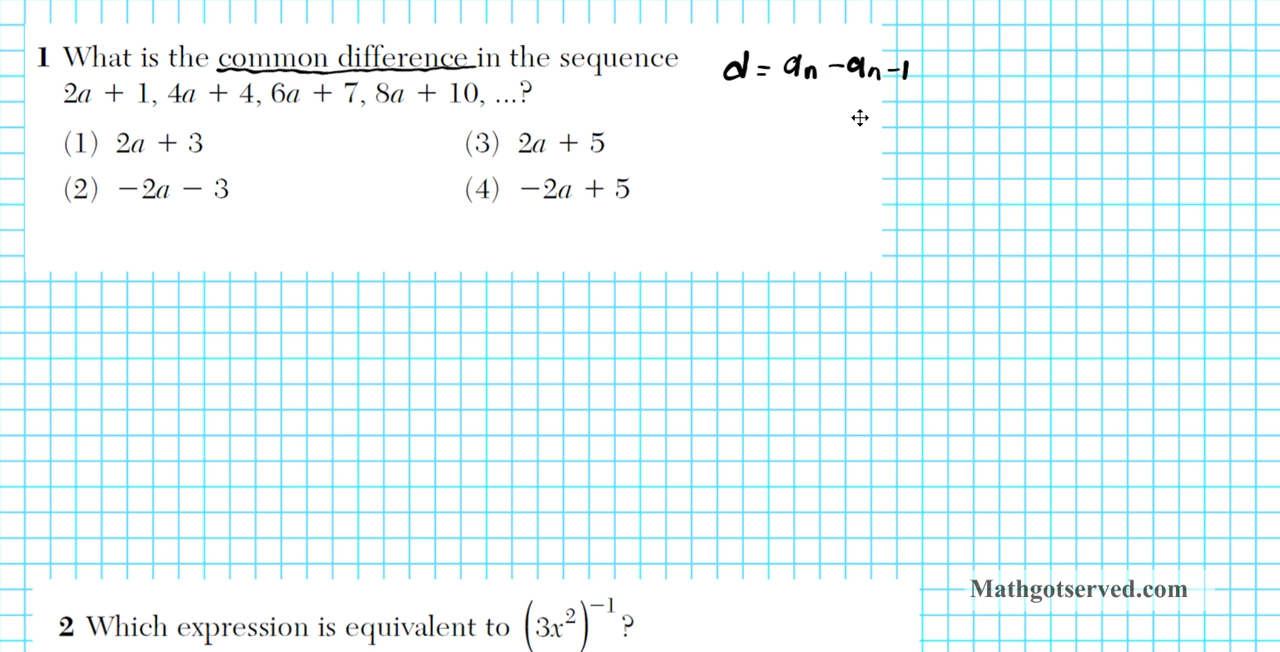 1 What is the common difference in the sequence
2a + 1, 4a + 4, 6a + 7, 8a + 10, ...?
d = an - an-1
(1) 2a + 3
(3) 2a + 5
(2) −2a − 3
(4) −2a + 5
Mathgotserved.com
2 Which expression is equivalent to (3x²)⁻¹?